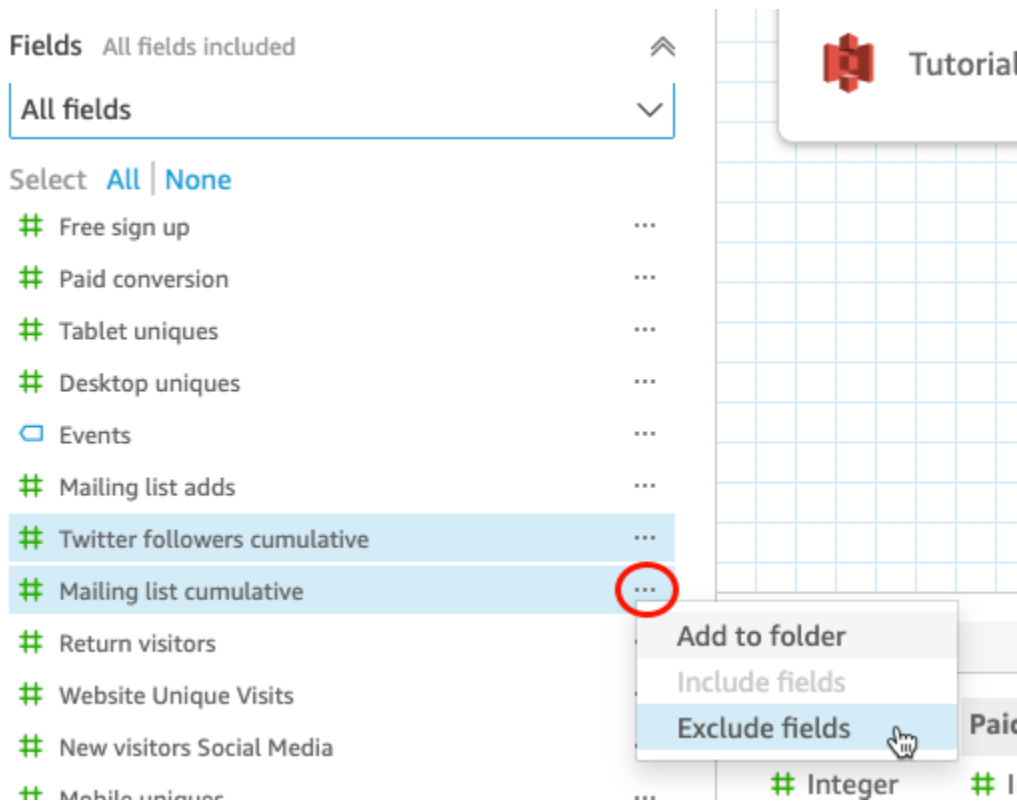 Fields All fields included
All fields
Select All None
Free sign up
Paid conversion
Tablet uniques
Desktop uniques
Events
Mailing list adds
Twitter followers cumulative
Mailing list cumulative
Return visitors
Website Unique Visits
New visitors Social Media
Mobile uniques
Tutorial
Add to folder
Include fields
Exclude fields
Integer